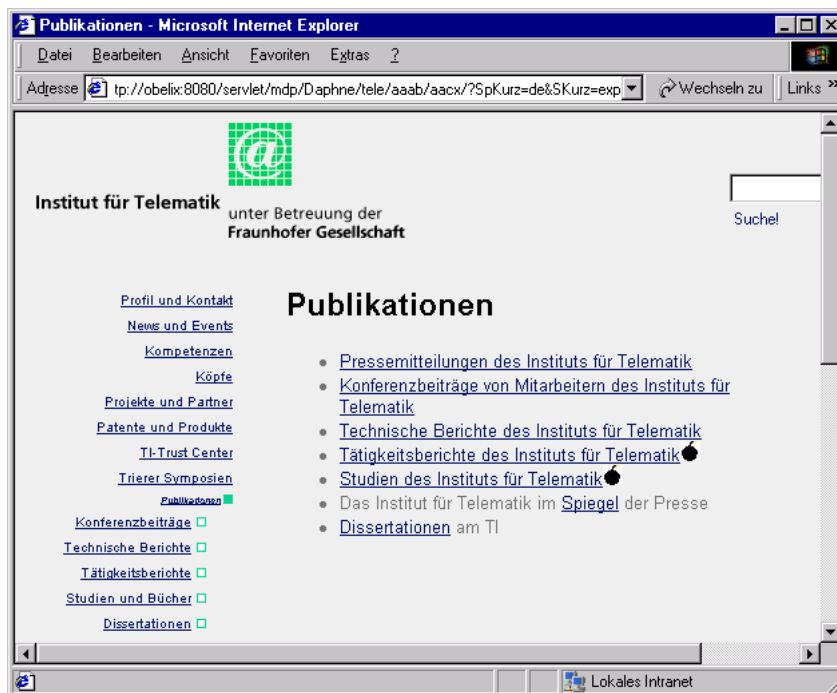 Publikationen - Microsoft Internet Explorer
Datei Bearbeiten Ansicht Favoriten Extras ?
Adresse tp://obelix:8080/servlet/mdp/Daphne/tele/aaab/aacx/?SpKurz=de&SKurz=exp Wechseln zu Links »
@
Institut für Telematik
unter Betreuung der
Fraunhofer Gesellschaft
Suche!
Profil und Kontakt
News und Events
Kompetenzen
Köpfe
Projekte und Partner
Patente und Produkte
TI-Trust Center
Trierer Symposien
Publikationen
Konferenzbeiträge
Technische Berichte
Tätigkeitsberichte
Studien und Bücher
Dissertationen
Publikationen
Pressemitteilungen des Instituts für Telematik
Konferenzbeiträge von Mitarbeitern des Instituts für
Telematik
Technische Berichte des Instituts für Telematik
Tätigkeitsberichte des Instituts für Telematik
Studien des Instituts für Telematik
Das Institut für Telematik im Spiegel der Presse
Dissertationen am TI
Lokales Intranet